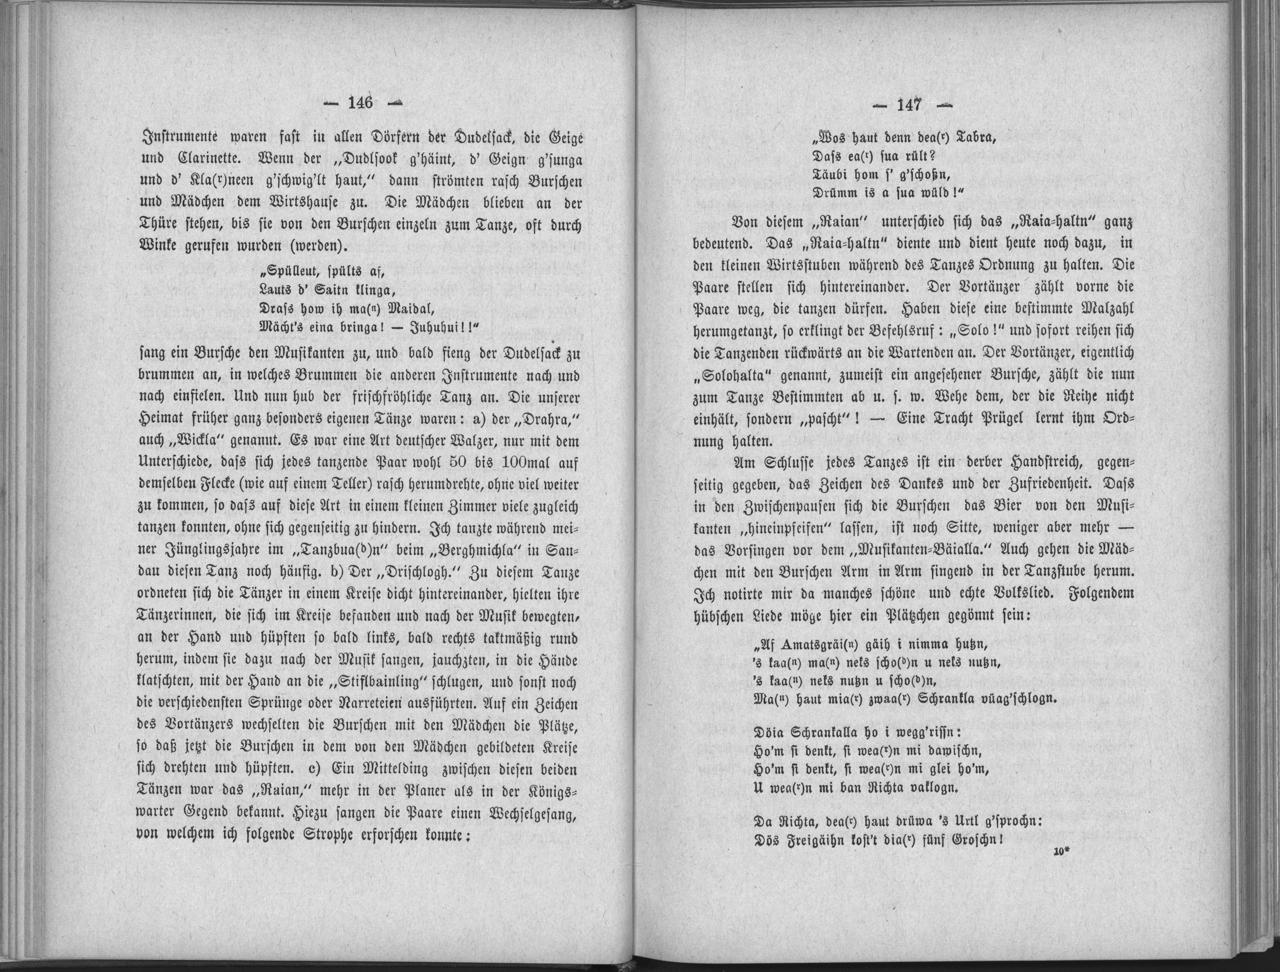 — 146 —
Instrumente waren fast in allen Dörfern der Dudelsack, die Geige
und Clarinette. Wenn der „Dudlsook g'häint, d' Geign g'sunga
und d' Kla(r)neen g'schwig'lt haut,“ dann strömten rasch Burschen
und Mädchen dem Wirtshause zu. Die Mädchen blieben an der
Thüre stehen, bis sie von den Burschen einzeln zum Tanze, oft durch
Winke gerufen wurden (werden).
„Spülleut, spülts af,
Lauts d' Saitn klinga,
Drass how ih ma(n) Maidal,
Mächt's eina bringa! — Juhuhui!!“
sang ein Bursche den Musikanten zu, und bald fieng der Dudelsack zu
brummen an, in welches Brummen die anderen Instrumente nach und
nach einfielen. Und nun hub der frischfröhliche Tanz an. Die unserer
Heimat früher ganz besonders eigenen Tänze waren: a) der „Drahra,“
auch „Wickla“ genannt. Es war eine Art deutscher Walzer, nur mit dem
Unterschiede, dass sich jedes tanzende Paar wohl 50 bis 100mal auf
demselben Flecke (wie auf einem Teller) rasch herumdrehte, ohne viel weiter
zu kommen, so dass auf diese Art in einem kleinen Zimmer viele zugleich
tanzen konnten, ohne sich gegenseitig zu hindern. Ich tanzte während mei-
ner Jünglingsjahre im „Tanzbua(d)n“ beim „Berghmichla“ in San-
dau diesen Tanz noch häufig. b) Der „Drischlogh.“ Zu diesem Tanze
ordneten sich die Tänzer in einem Kreise dicht hintereinander, hielten ihre
Tänzerinnen, die sich im Kreise befanden und nach der Musik bewegten,
an der Hand und hüpften so bald links, bald rechts taktmäßig rund
herum, indem sie dazu nach der Musik sangen, jauchzten, in die Hände
klatschten, mit der Hand an die „Stiflbainling“ schlugen, und sonst noch
die verschiedensten Sprünge oder Narreteien ausführten. Auf ein Zeichen
des Vortänzers wechselten die Burschen mit den Mädchen die Plätze,
so daß jetzt die Burschen in dem von den Mädchen gebildeten Kreise
sich drehten und hüpften. c) Ein Mittelding zwischen diesen beiden
Tänzen war das „Raian,“ mehr in der Planer als in der Königs-
warter Gegend bekannt. Hiezu sangen die Paare einen Wechselgesang,
von welchem ich folgende Strophe erforschen konnte:
— 147 —
„Wos haut denn dea(r) Tabra,
Dass ea(r) sua rült?
Täubi hom s' g'schoßn,
Drümm is a sua wüld!“
Von diesem „Raian“ unterschied sich das „Raia-haltn“ ganz
bedeutend. Das „Raia-haltn“ diente und dient heute noch dazu, in
den kleinen Wirtsstuben während des Tanzes Ordnung zu halten. Die
Paare stellen sich hintereinander. Der Vortänzer zählt vorne die
Paare weg, die tanzen dürfen. Haben diese eine bestimmte Malzahl
herumgetanzt, so erklingt der Befehlsruf: „Solo!“ und sofort reihen sich
die Tanzenden rückwärts an die Wartenden an. Der Vortänzer, eigentlich
„Solohalta“ genannt, zumeist ein angesehener Bursche, zählt die nun
zum Tanze Bestimmten ab u. s. w. Wehe dem, der die Reihe nicht
einhält, sondern „pascht“! — Eine Tracht Prügel lernt ihm Ord-
nung halten.
Am Schlusse jedes Tanzes ist ein derber Handstreich, gegen-
seitig gegeben, das Zeichen des Dankes und der Zufriedenheit. Dass
in den Zwischenpausen sich die Burschen das Bier von den Musi-
kanten „hineinpfeifen“ lassen, ist noch Sitte, weniger aber mehr —
das Vorsingen vor dem „Musikanten-Bäialla.“ Auch gehen die Mäd-
chen mit den Burschen Arm in Arm singend in der Tanzstube herum.
Ich notirte mir da manches schöne und echte Volkslied. Folgendem
hübschen Liede möge hier ein Plätzchen gegönnt sein:
„Af Amatsgräi(n) gäih i nimma hutzn,
's kaa(n) ma(n) neks scho(d)n u neks nutzn,
's kaa(n) neks nutzn u scho(d)n,
Ma(n) haut mia(r) zwaa(r) Schrankla vüag'schlogn.
Döia Schrankalla ho i wegg'rissn:
Ho'm si denkt, si wea(r)n mi dawischn,
Ho'm si denkt, si wea(r)n mi glei ho'm,
U wea(r)n mi ban Richta vaklogn.
Da Richta, dea(r) haut drüwa 's Urtl g'sprochn:
Dös Freigäihn kost't dia(r) fünf Groschn!
10*